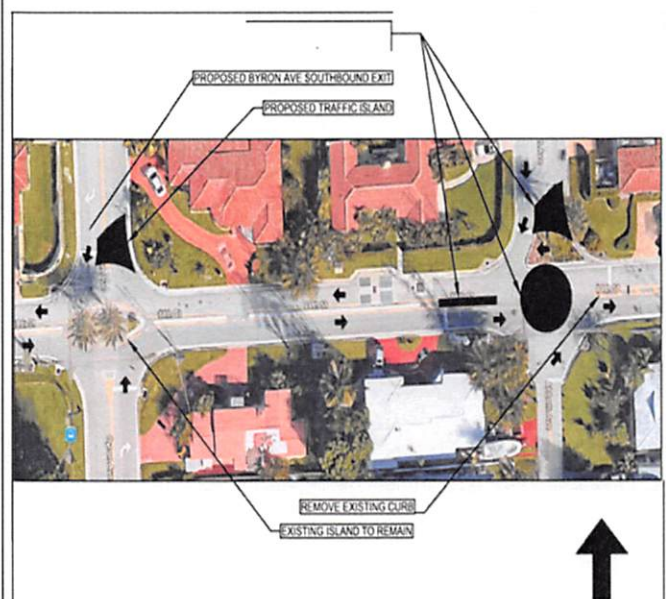 PROPOSED BYRON AVE SOUTHBOUND EXIT
PROPOSED TRAFFIC ISLAND
REMOVE EXISTING CURB
EXISTING ISLAND TO REMAIN